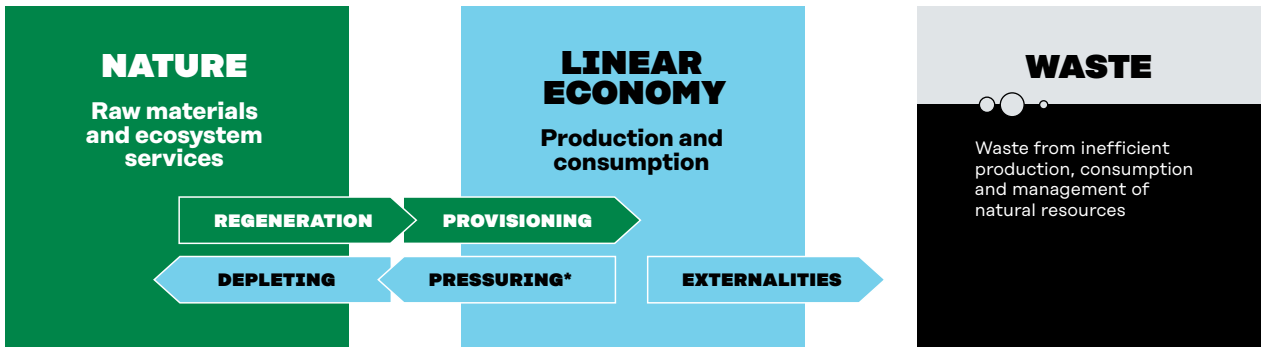 NATURE
Raw materials
and ecosystem
services
LINEAR
ECONOMY
Production and
consumption
WASTE
Waste from inefficient
production, consumption
and management of
natural resources
REGENERATION
PROVISIONING
DEPLETING
PRESSURING*
EXTERNALITIES